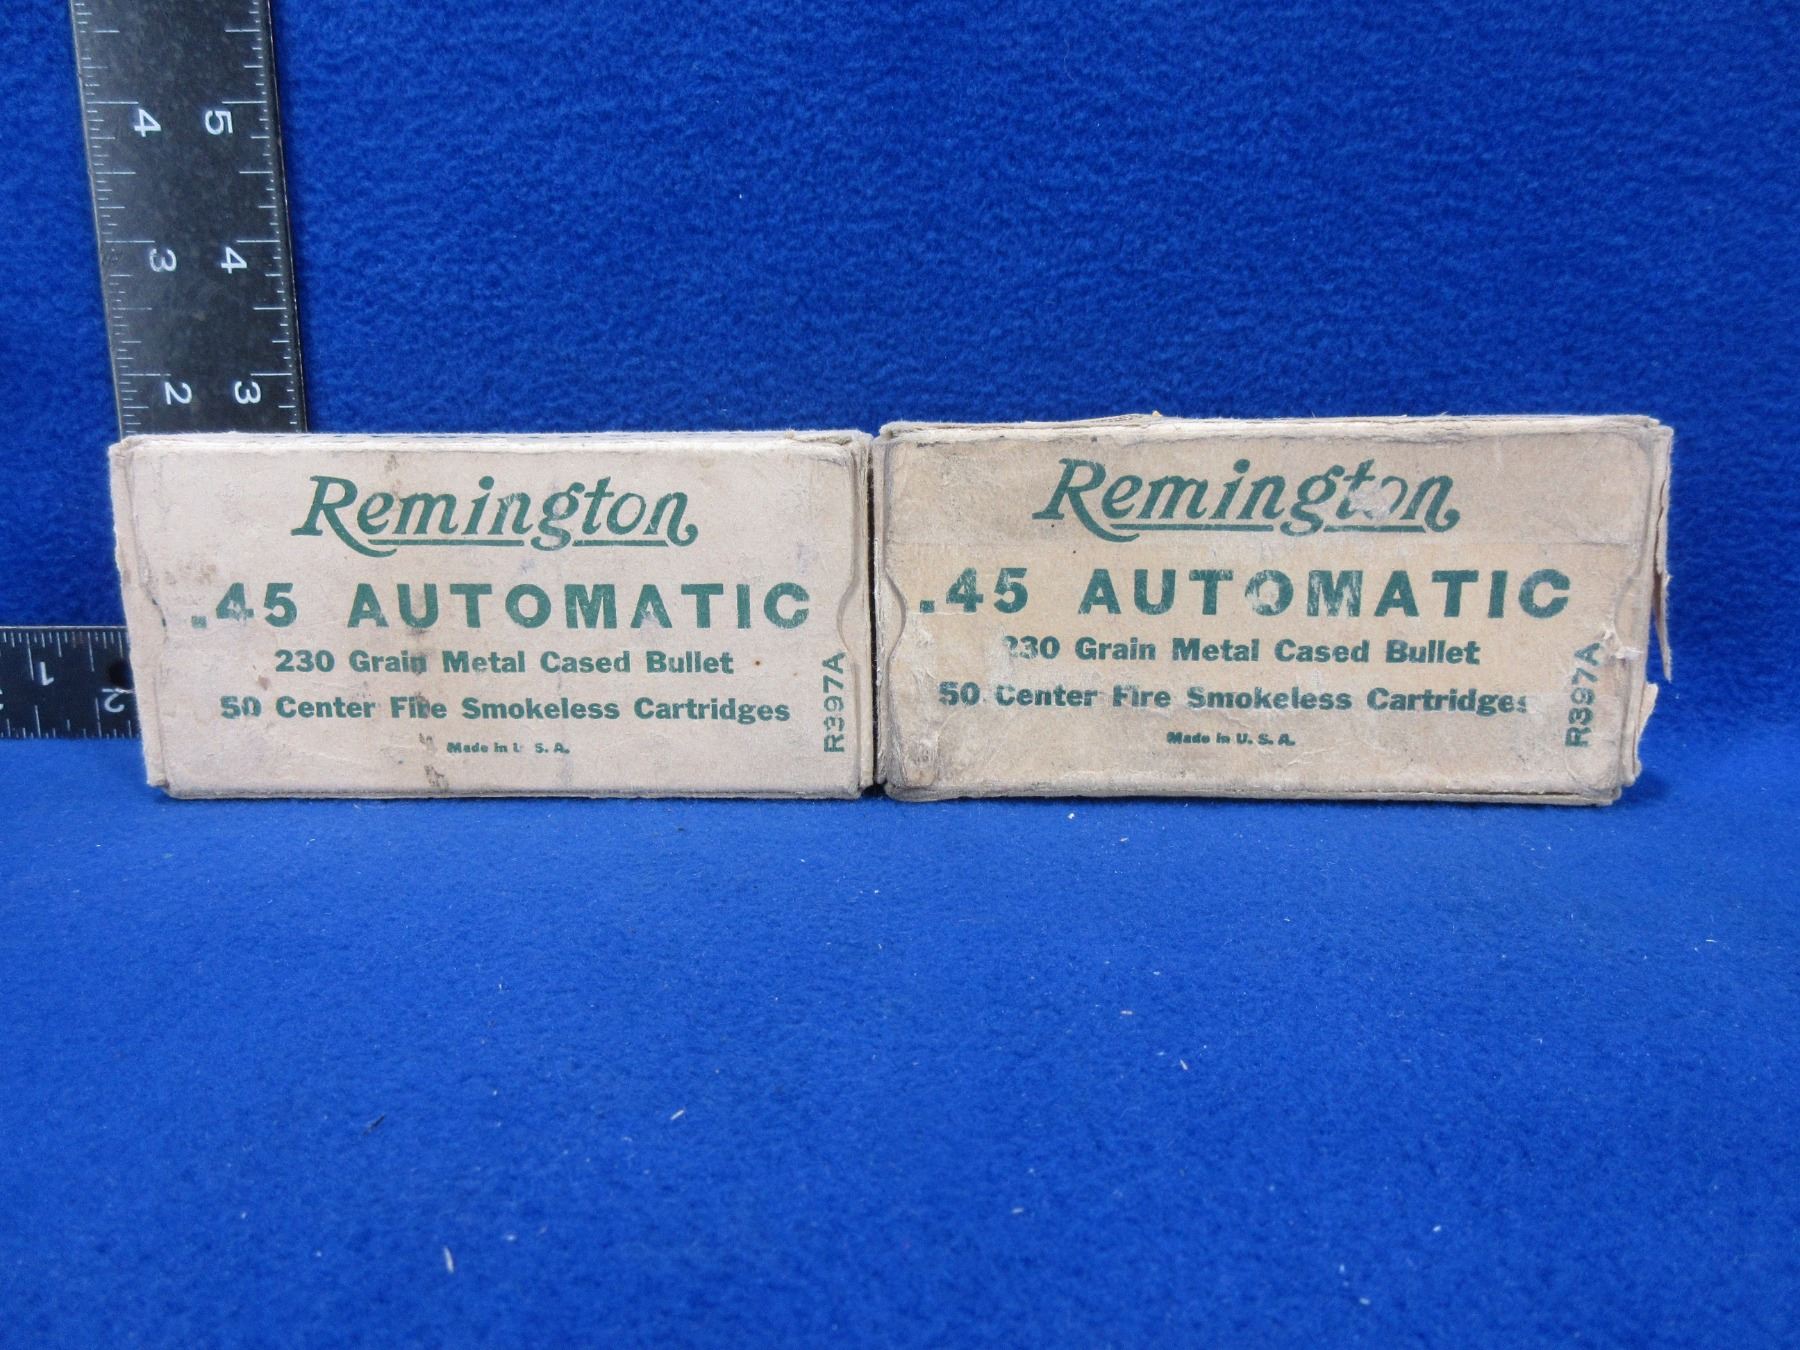 4 5
3 4
2 3
1 2
Remington
.45 AUTOMATIC
230 Grain Metal Cased Bullet
50 Center Fire Smokeless Cartridges
Made in U. S. A.
R397A
Remington
.45 AUTOMATIC
230 Grain Metal Cased Bullet
50 Center Fire Smokeless Cartridges
Made in U. S. A.
R397A